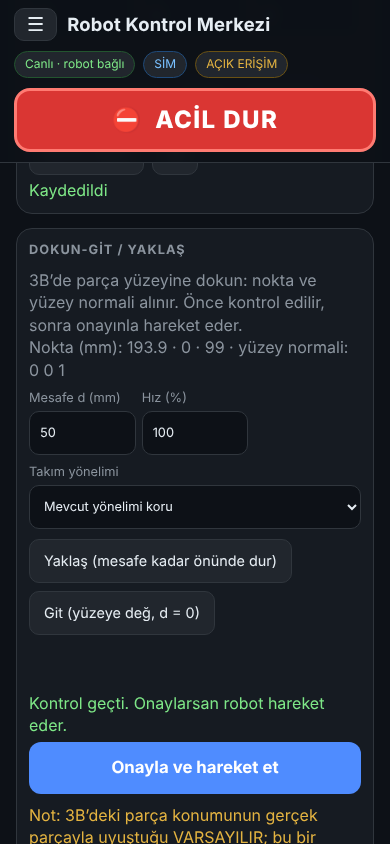 Robot Kontrol Merkezi
Canlı · robot bağlı
SİM
AÇIK ERİŞİM
ACİL DUR
Kaydedildi
DOKUN-GİT / YAKLAŞ
3B'de parça yüzeyine dokun: nokta ve
yüzey normali alınır. Önce kontrol edilir,
sonra onayınla hareket eder.
Nokta (mm): 193.9 · 0 · 99 · yüzey normali:
0 0 1
Mesafe d (mm)
Hız (%)
50
100
Takım yönelimi
Mevcut yönelimi koru
Yaklaş (mesafe kadar önünde dur)
Git (yüzeye değ, d = 0)
Kontrol geçti. Onaylarsan robot hareket
eder.
Onayla ve hareket et
Not: 3B'deki parça konumunun gerçek
parçayla uyuştuğu VARSAYILIR; bu bir